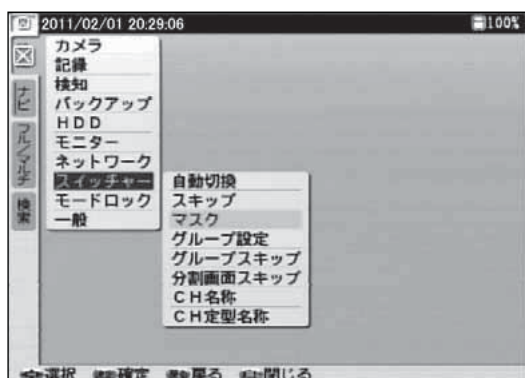 2011/02/01 20:29:06 100%
カメラ
記録
検知
バックアップ
HDD
モニター
ネットワーク
スイッチャー
モードロック
一般
ナビ
フル/マルチ
検索
自動切換
スキップ
マスク
グループ設定
グループスキップ
分割画面スキップ
CH名称
CH定型名称
選択 確定 戻る 閉じる